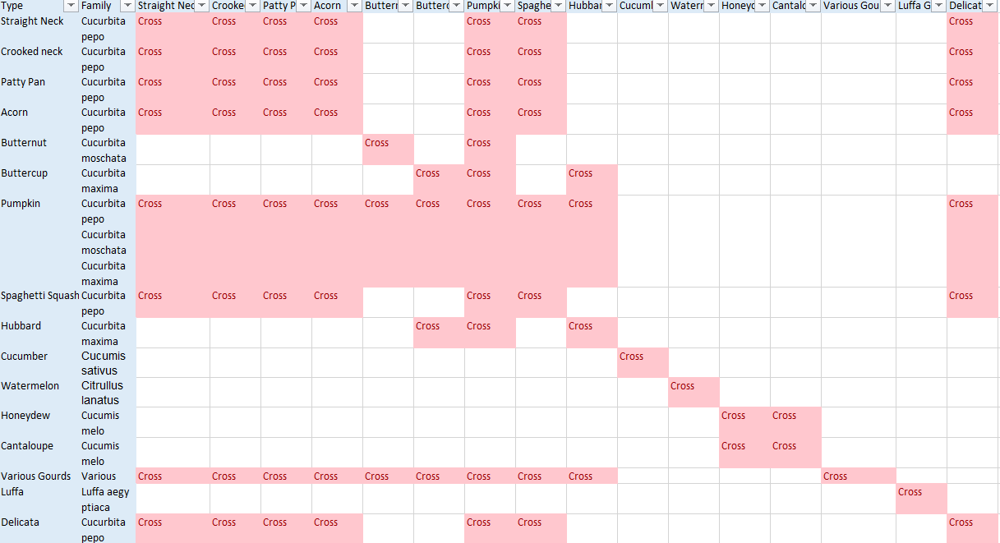 Type Family Straight Nec Crooke Patty P Acorn Buttern Butterc Pumpki Spaghe Hubbar Cucuml Waterr Honeyc Cantalc Various Gou Luffa G Delicat
Straight Neck Cucurbita Cross Cross Cross Cross Cross Cross Cross
pepo
Crooked neck Cucurbita Cross Cross Cross Cross Cross Cross Cross
pepo
Patty Pan Cucurbita Cross Cross Cross Cross Cross Cross Cross
pepo
Acorn Cucurbita Cross Cross Cross Cross Cross Cross Cross
pepo
Butternut Cucurbita Cross Cross
moschata
Buttercup Cucurbita Cross Cross Cross
maxima
Pumpkin Cucurbita Cross Cross Cross Cross Cross Cross Cross Cross Cross Cross
pepo
Cucurbita
moschata
Cucurbita
maxima
Spaghetti Squash Cucurbita Cross Cross Cross Cross Cross Cross Cross
pepo
Hubbard Cucurbita Cross Cross Cross
maxima
Cucumber Cucumis Cross
sativus
Watermelon Citrullus Cross
lanatus
Honeydew Cucumis Cross Cross
melo
Cantaloupe Cucumis Cross Cross
melo
Various Gourds Various Cross Cross Cross Cross Cross Cross Cross Cross Cross Cross
Luffa Luffa aegy Cross
ptiaca
Delicata Cucurbita Cross Cross Cross Cross Cross Cross Cross
pepo